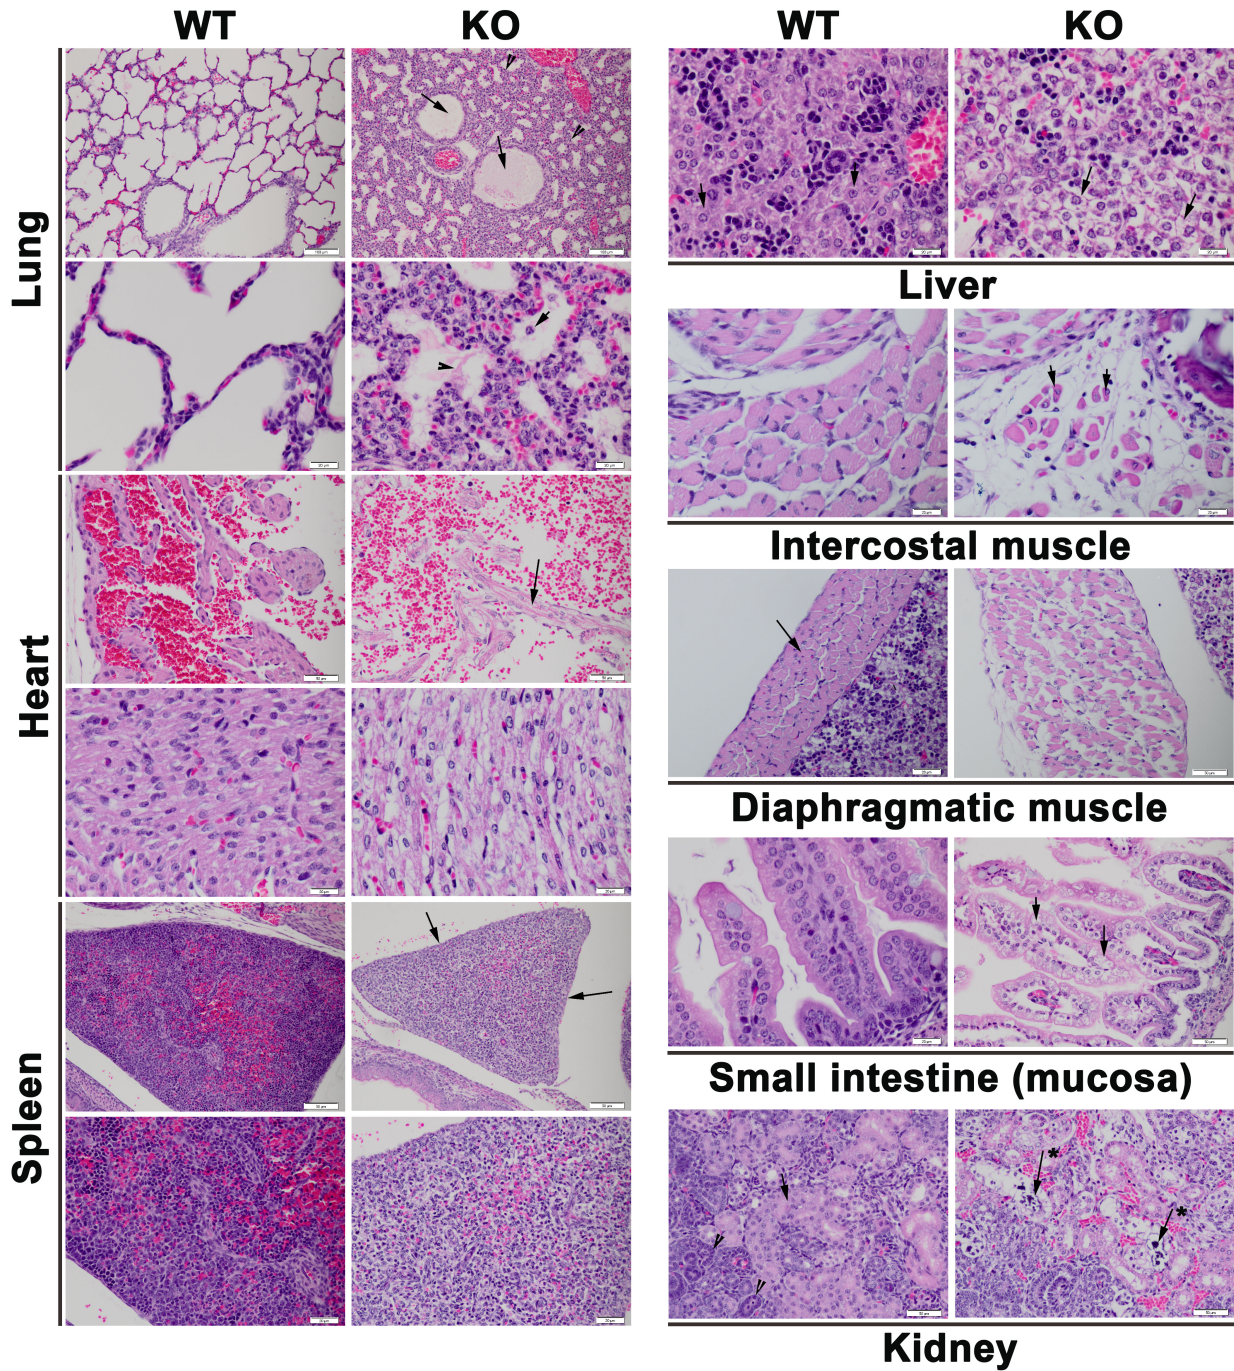 WT KO WT KO
Lung
Heart
Spleen
Liver
Intercostal muscle
Diaphragmatic muscle
Small intestine (mucosa)
* *
Kidney